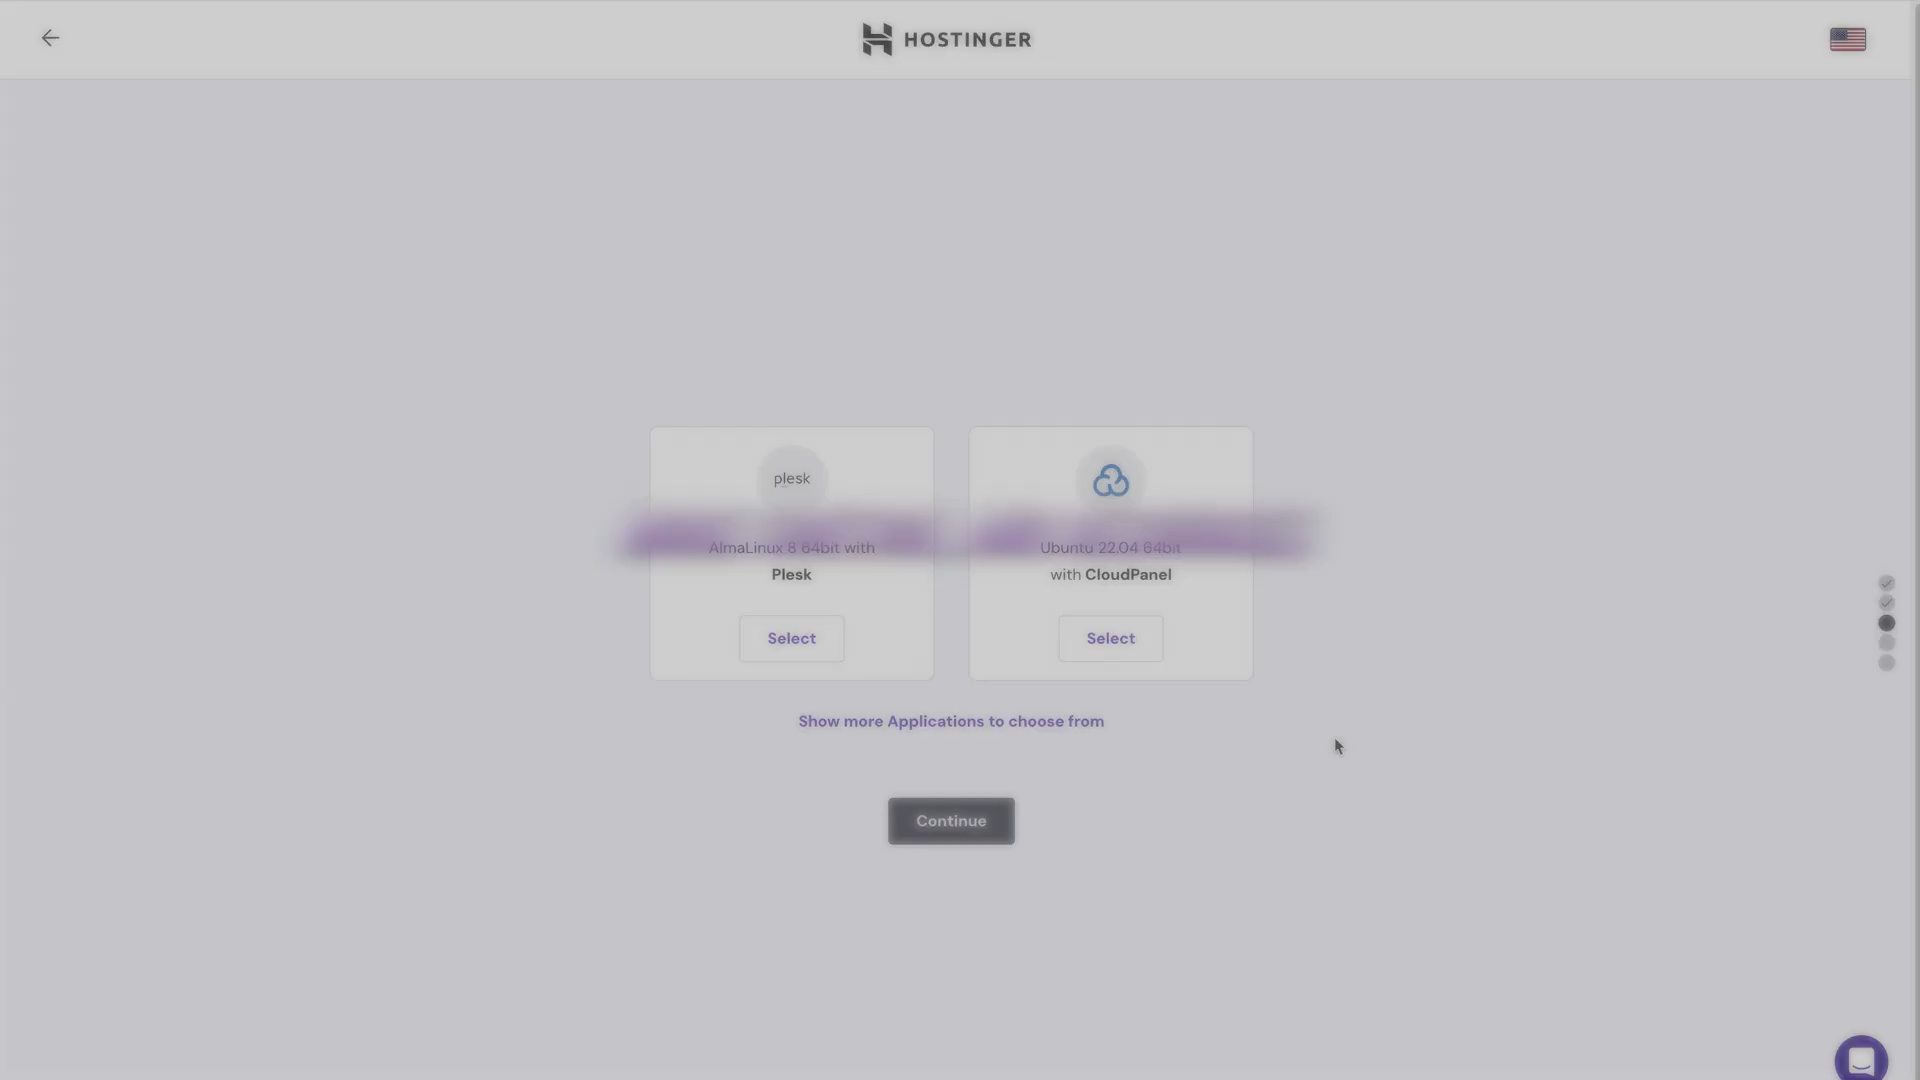 HOSTINGER
plesk
AlmaLinux 8 64bit with
Plesk
Select
Ubuntu 22.04 64bit
with CloudPanel
Select
Show more Applications to choose from
Continue